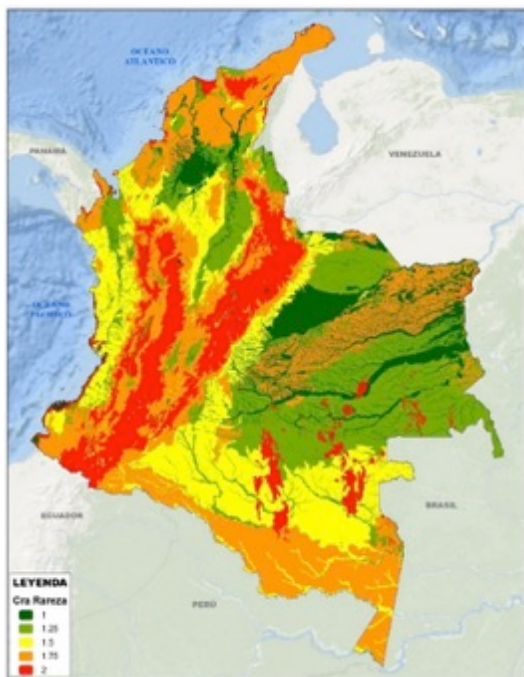 OCEANO
ATLANTICO
PANAMA
VENEZUELA
OCEANO
PACIFICO
ECUADOR
BRASIL
PERÚ
LEYENDA
Cra Rareza
1
1.25
1.5
1.75
2